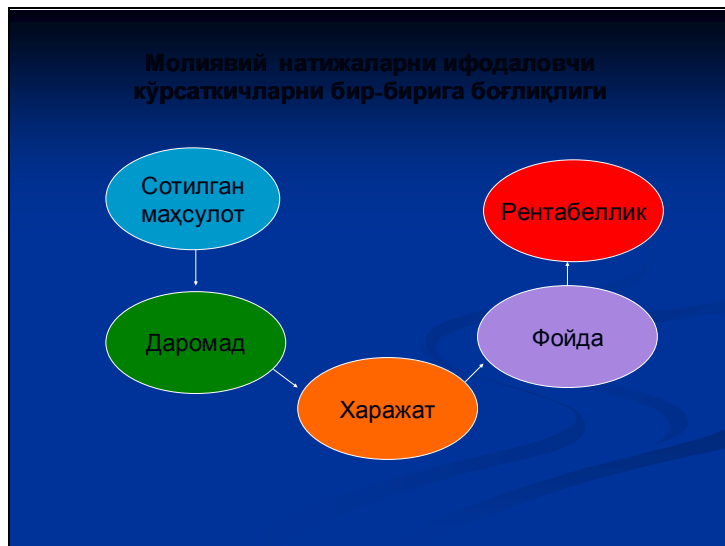 Молиявий натижаларни ифодаловчи
кўрсаткичларни бир-бирига боғлиқлиги
Сотилган
маҳсулот
Рентабеллик
Даромад
Фойда
Харажат